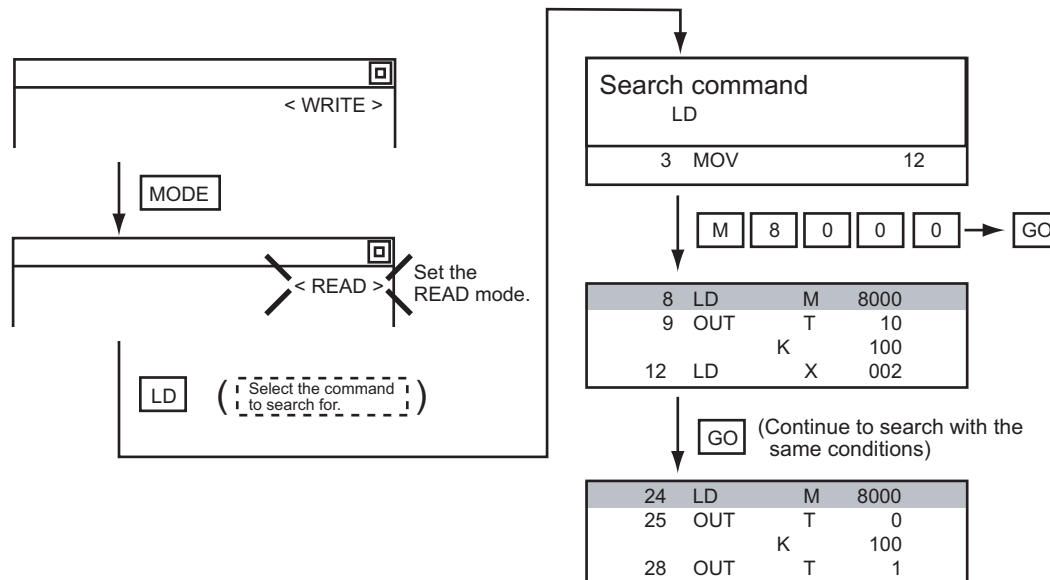 < WRITE >
MODE
< READ >
Set the
READ mode.
LD
( Select the command
to search for. )
Search command
LD
3 MOV 12
M 8 0 0 0 GO
8 LD M 8000
9 OUT T 10
K 100
12 LD X 002
GO (Continue to search with the
same conditions)
24 LD M 8000
25 OUT T 0
K 100
28 OUT T 1